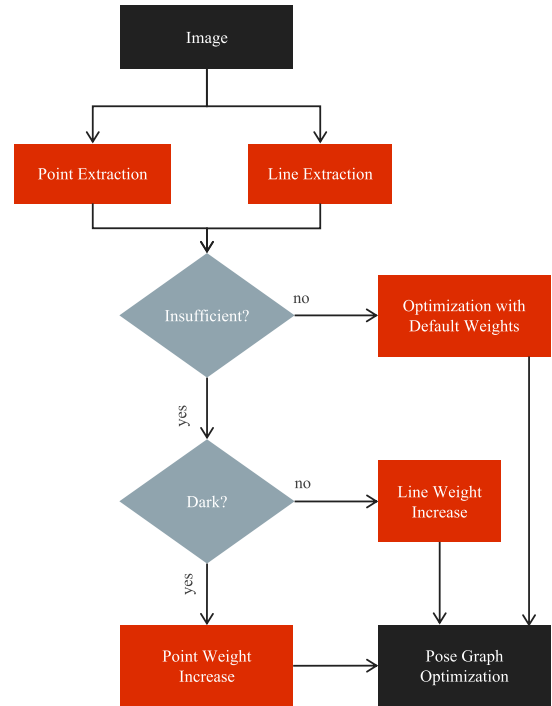 Image
Point Extraction
Line Extraction
Insufficient?
no
Optimization with
Default Weights
yes
Dark?
no
Line Weight
Increase
yes
Point Weight
Increase
Pose Graph
Optimization